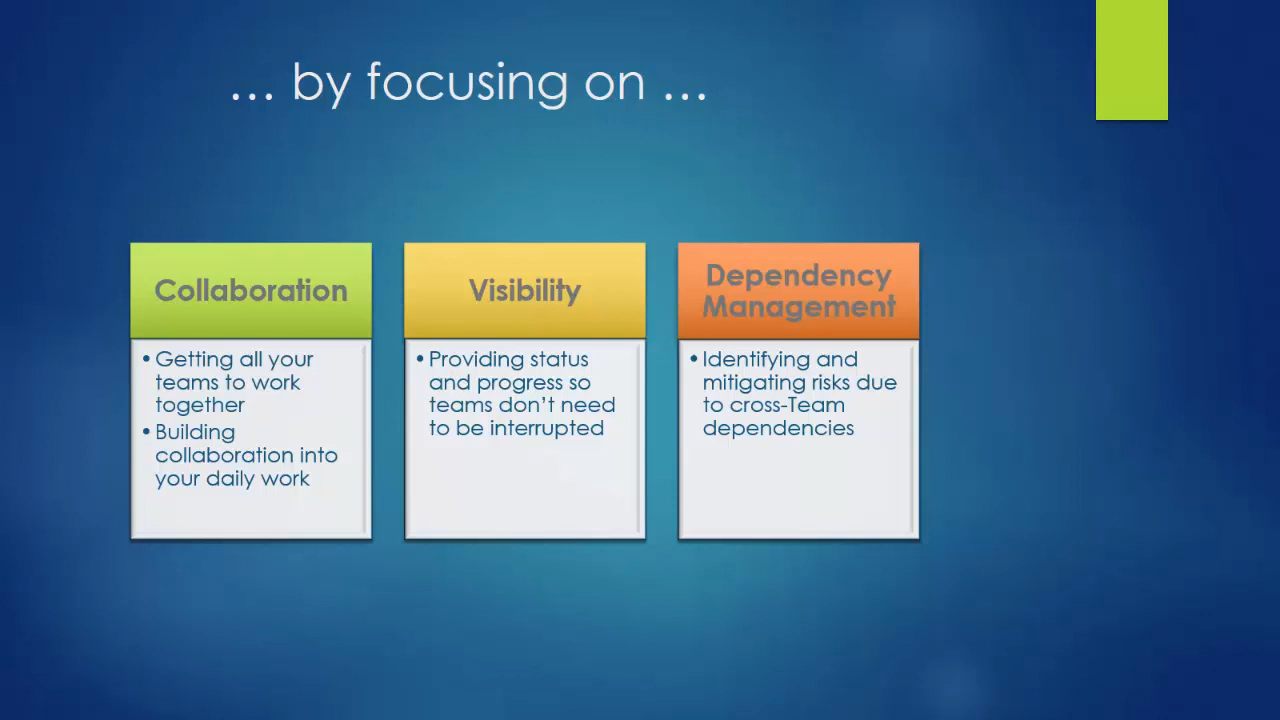 … by focusing on …
Collaboration
• Getting all your
teams to work
together
• Building
collaboration into
your daily work
Visibility
• Providing status
and progress so
teams don’t need
to be interrupted
Dependency
Management
• Identifying and
mitigating risks due
to cross-Team
dependencies